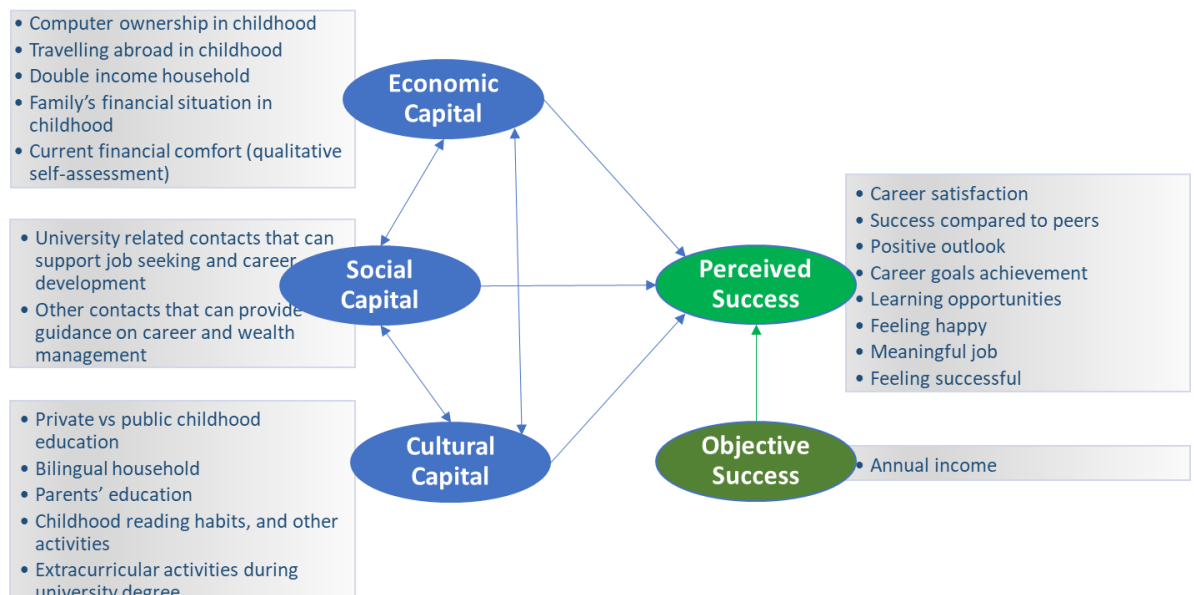 • Computer ownership in childhood
• Travelling abroad in childhood
• Double income household
• Family's financial situation in
childhood
• Current financial comfort (qualitative
self-assessment)
Economic
Capital
• University related contacts that can
support job seeking and career
development
• Other contacts that can provide
guidance on career and wealth
management
Social
Capital
• Private vs public childhood
education
• Bilingual household
• Parents' education
• Childhood reading habits, and other
activities
• Extracurricular activities during
university degree
Cultural
Capital
Perceived
Success
• Career satisfaction
• Success compared to peers
• Positive outlook
• Career goals achievement
• Learning opportunities
• Feeling happy
• Meaningful job
• Feeling successful
Objective
Success
• Annual income